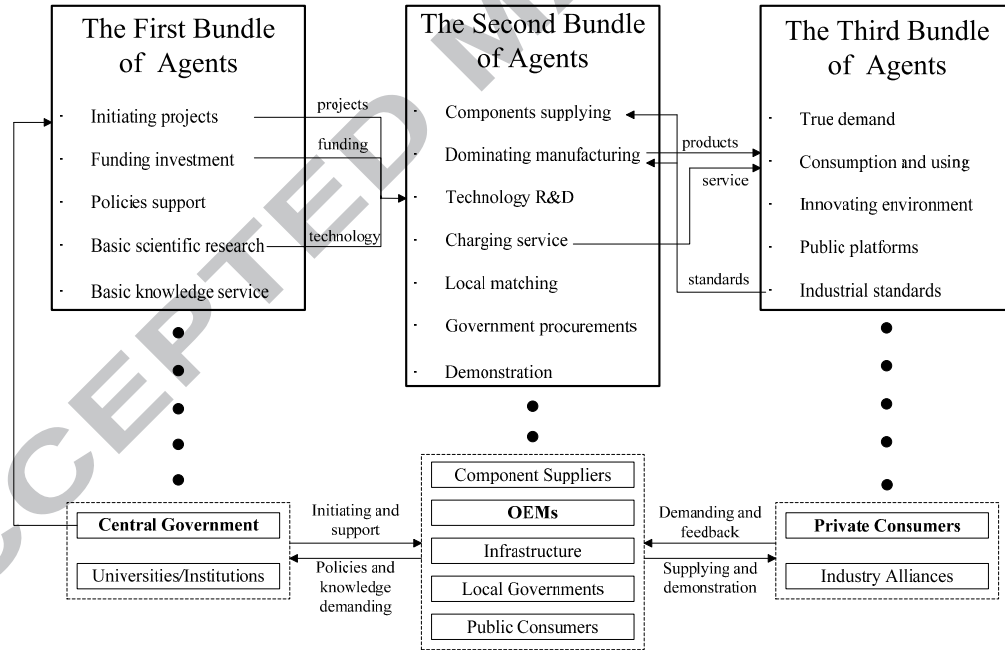 The First Bundle
of Agents
- Initiating projects
- Funding investment
- Policies support
- Basic scientific research
- Basic knowledge service
projects
funding
technology
The Second Bundle
of Agents
- Components supplying
- Dominating manufacturing
- Technology R&D
- Charging service
- Local matching
- Government procurements
- Demonstration
products
service
standards
The Third Bundle
of Agents
- True demand
- Consumption and using
- Innovating environment
- Public platforms
- Industrial standards
Central Government
Universities/Institutions
Initiating and
support
Policies and
knowledge
demanding
Component Suppliers
OEMs
Infrastructure
Local Governments
Public Consumers
Demanding and
feedback
Supplying and
demonstration
Private Consumers
Industry Alliances
CCEPTED MA